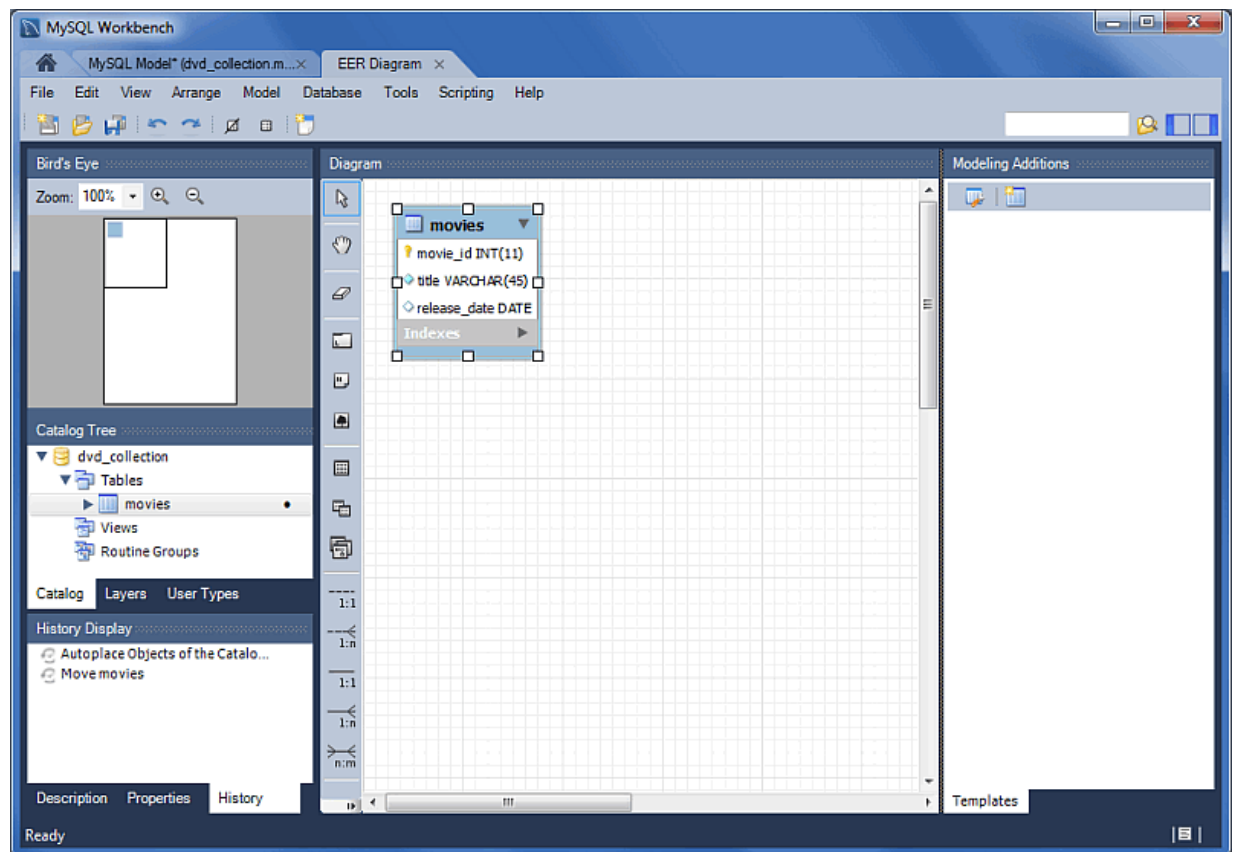 MySQL Workbench
MySQL Model* (dvd_collection.m...×
EER Diagram ×
File Edit View Arrange Model Database Tools Scripting Help
Bird's Eye
Zoom: 100%
Catalog Tree
dvd_collection
Tables
movies
Views
Routine Groups
Catalog Layers User Types
History Display
Autoplace Objects of the Catalo...
Move movies
Description Properties History
Diagram
1:1
1:n
1:1
1:n
n:m
movies
movie_id INT(11)
title VARCHAR(45)
release_date DATE
Indexes
Modeling Additions
Templates
Ready